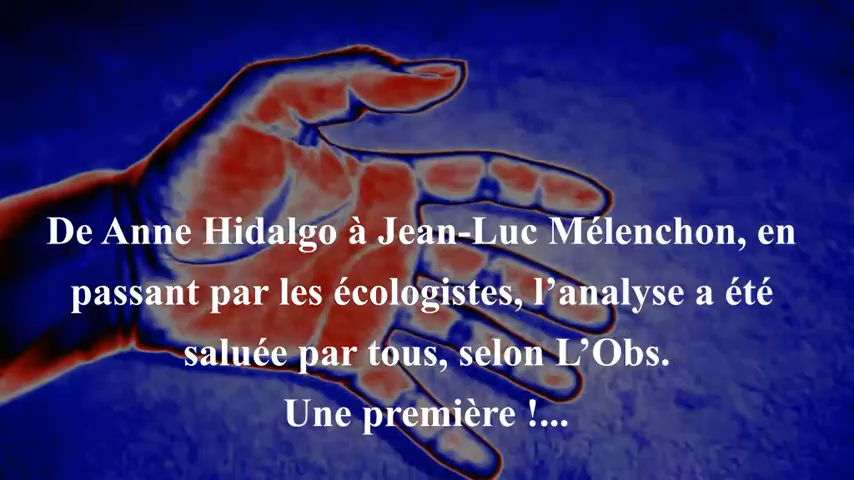 De Anne Hidalgo à Jean-Luc Mélenchon, en
passant par les écologistes, l’analyse a été
saluée par tous, selon L’Obs.
Une première !...